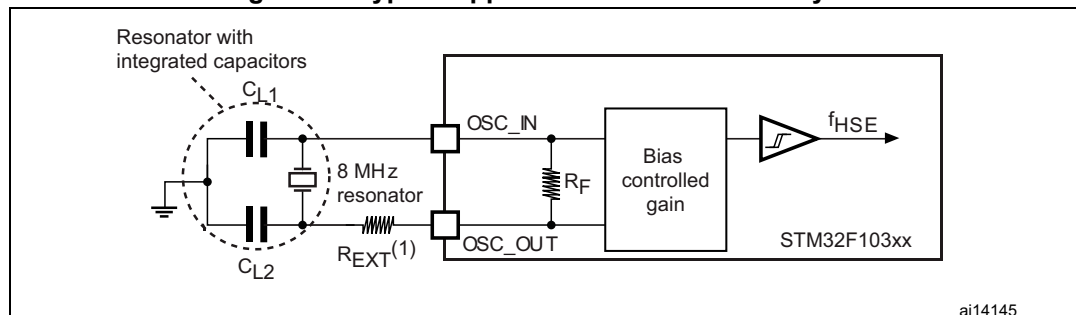 Resonator with
integrated capacitors
CL1
OSC_IN
fHSE
8 MHz
resonator
RF
Bias
controlled
gain
STM32F103xx
REXT(1)
OSC_OUT
CL2
ai14145